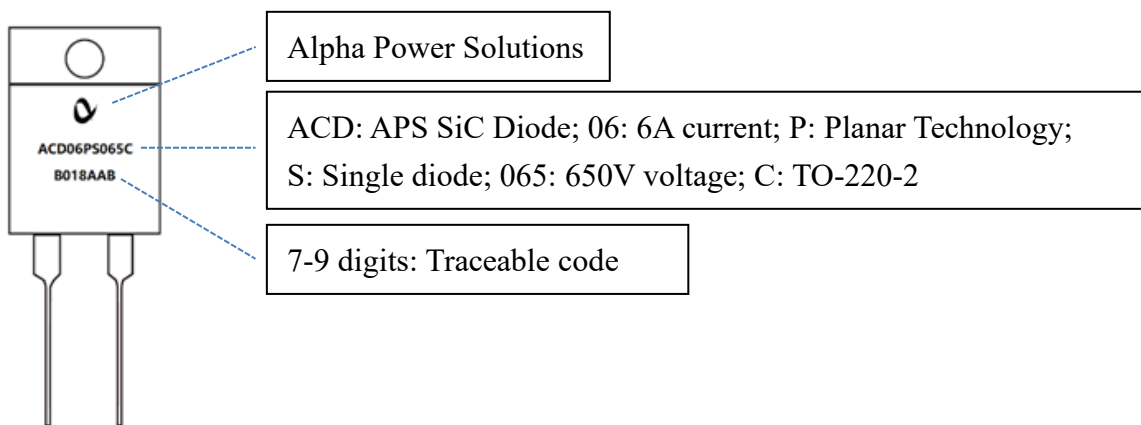 Alpha Power Solutions
ACD06PS065C
B018AAB
ACD: APS SiC Diode; 06: 6A current; P: Planar Technology;
S: Single diode; 065: 650V voltage; C: TO-220-2
7-9 digits: Traceable code